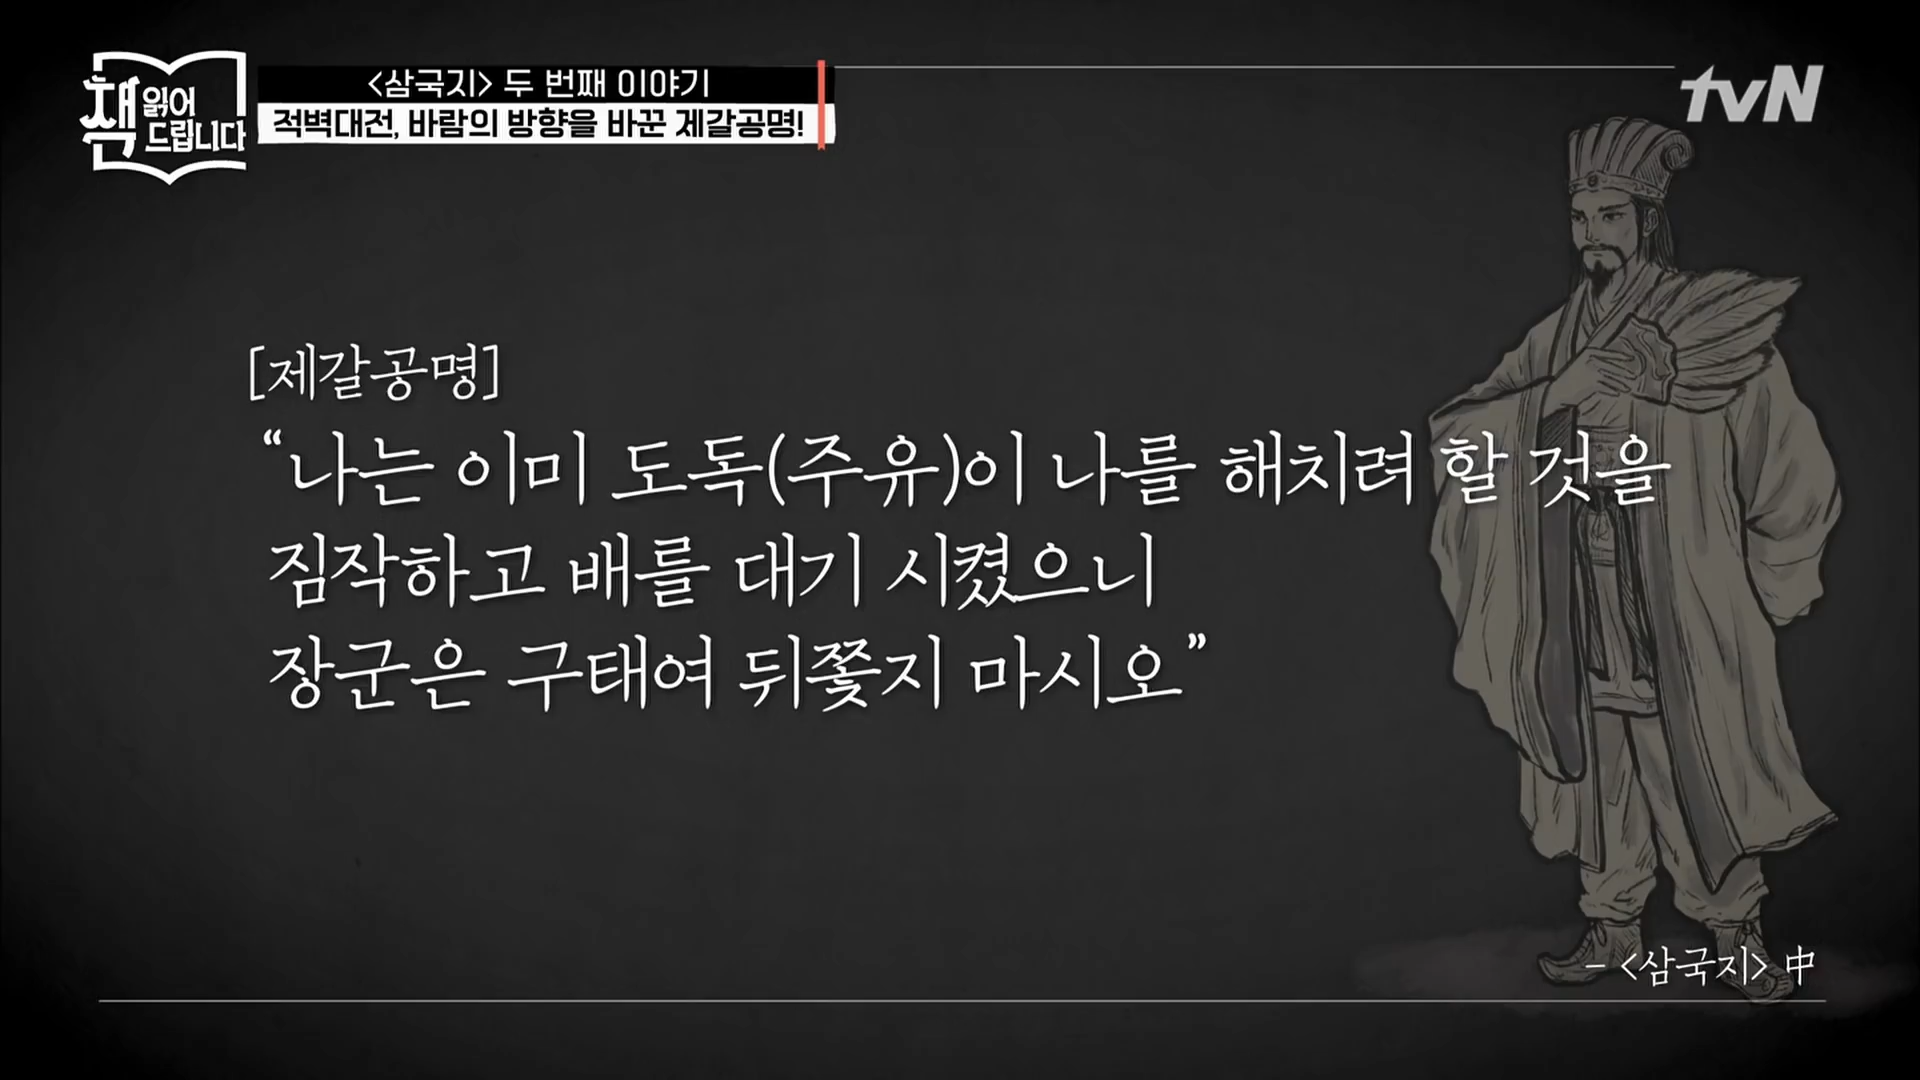 책 읽어
드립니다
<삼국지> 두 번째 이야기
적벽대전, 바람의 방향을 바꾼 제갈공명!
tvN
[제갈공명]
“나는 이미 도독(주유)이 나를 해치려 할 것을
짐작하고 배를 대기 시켰으니
장군은 구태여 뒤쫓지 마시오”
- <삼국지> 中